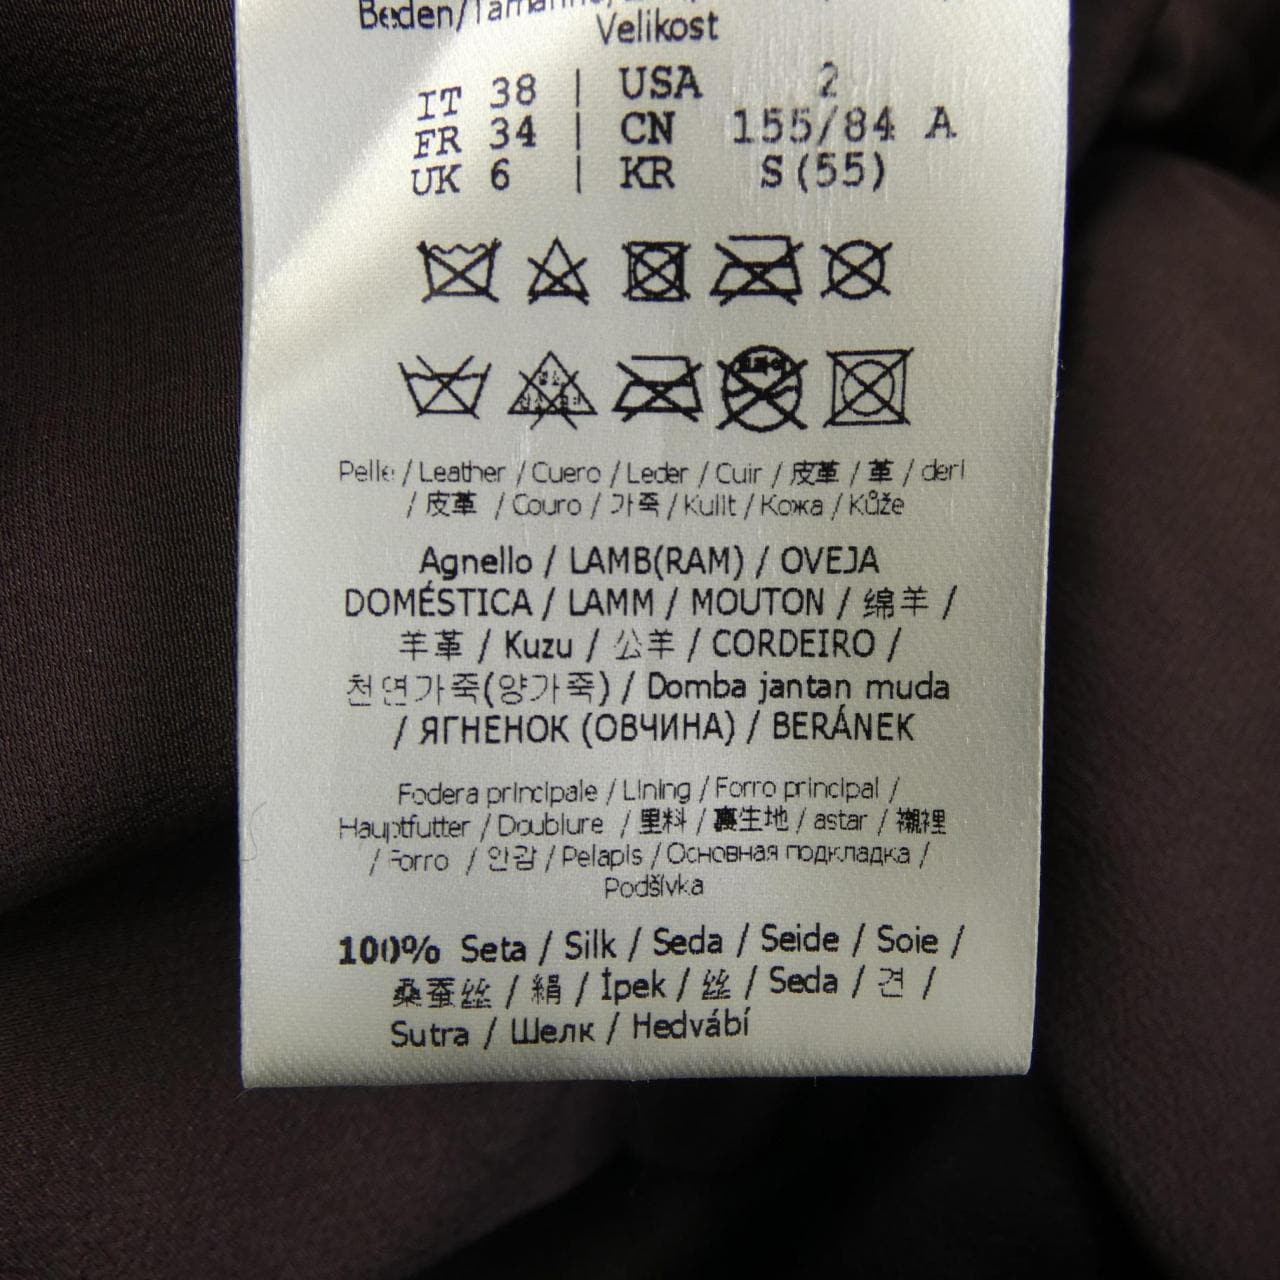 Beden/Tamanho/
Velikost
IT 38 | USA 2
FR 34 | CN 155/84 A
UK 6 | KR S(55)
Pelle / Leather / Cuero / Leder / Cuir / 皮革 / 革 / deri
/ 皮革 / Couro / 가죽 / Kulit / Кожа / Kůže
Agnello / LAMB(RAM) / OVEJA
DOMÉSTICA / LAMM / MOUTON / 绵羊 /
羊革 / Kuzu / 公羊 / CORDEIRO /
천연가죽(양가죽) / Domba jantan muda
/ ЯГНЕНОК (ОВЧИНА) / BERÁNEK
Fodera principale / Lining / Forro principal /
Hauptfutter / Doublure / 里料 / 裏生地 / astar / 襯裡
/ Forro / 안감 / Pelapis / Основная подкладка /
Podšívka
100% Seta / Silk / Seda / Seide / Soie /
桑蚕丝 / 絹 / İpek / 丝 / Seda / 견 /
Sutra / Шелк / Hedvábí